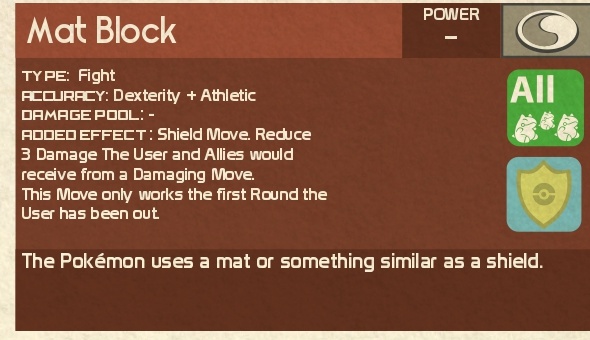 Mat Block
POWER
–
TYPE: Fight
ACCURACY: Dexterity + Athletic
DAMAGE POOL: -
ADDED EFFECT: Shield Move. Reduce
3 Damage The User and Allies would
receive from a Damaging Move.
This Move only works the first Round the
User has been out.
All
The Pokémon uses a mat or something similar as a shield.